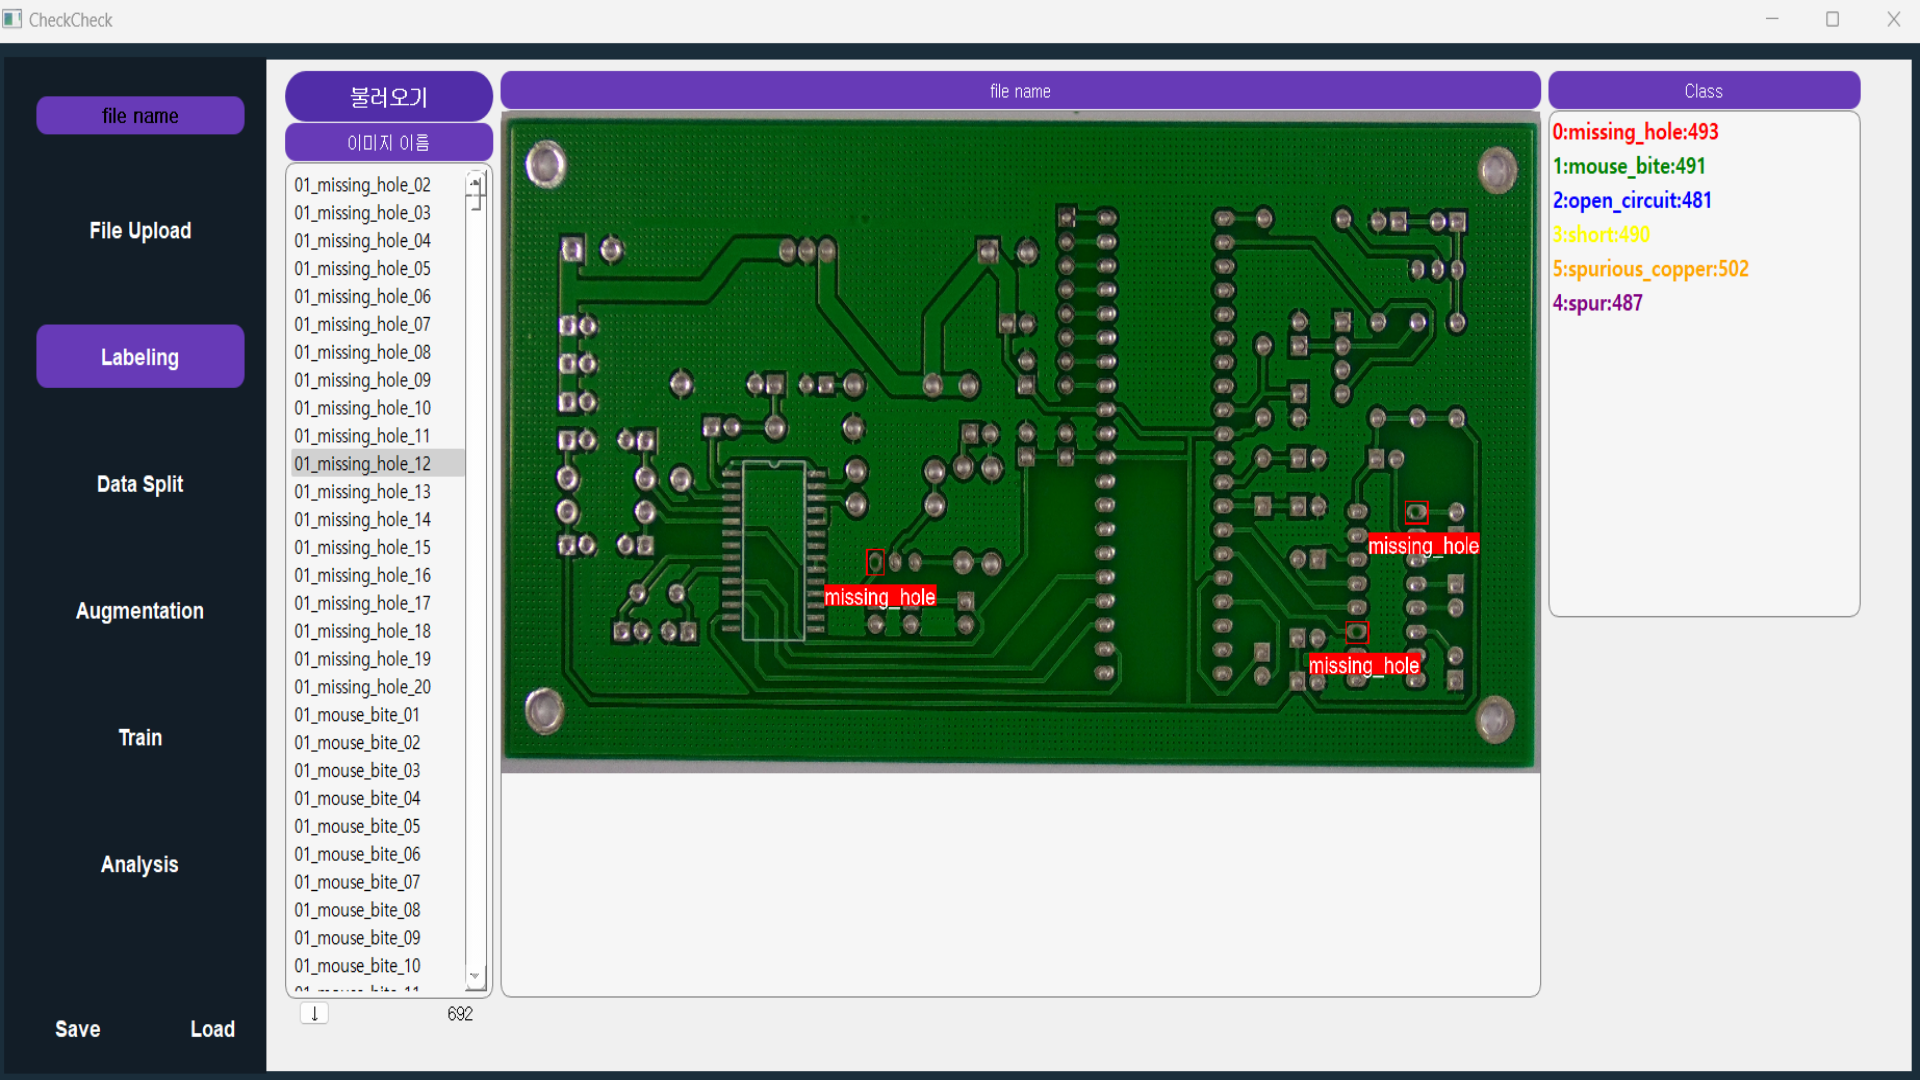 CheckCheck
file name
File Upload
Labeling
Data Split
Augmentation
Train
Analysis
Save
Load
불러오기
이미지 이름
01_missing_hole_02
01_missing_hole_03
01_missing_hole_04
01_missing_hole_05
01_missing_hole_06
01_missing_hole_07
01_missing_hole_08
01_missing_hole_09
01_missing_hole_10
01_missing_hole_11
01_missing_hole_12
01_missing_hole_13
01_missing_hole_14
01_missing_hole_15
01_missing_hole_16
01_missing_hole_17
01_missing_hole_18
01_missing_hole_19
01_missing_hole_20
01_mouse_bite_01
01_mouse_bite_02
01_mouse_bite_03
01_mouse_bite_04
01_mouse_bite_05
01_mouse_bite_06
01_mouse_bite_07
01_mouse_bite_08
01_mouse_bite_09
01_mouse_bite_10
↓
692
file name
missing_hole
missing_hole
missing_hole
Class
0:missing_hole:493
1:mouse_bite:491
2:open_circuit:481
3:short:490
5:spurious_copper:502
4:spur:487